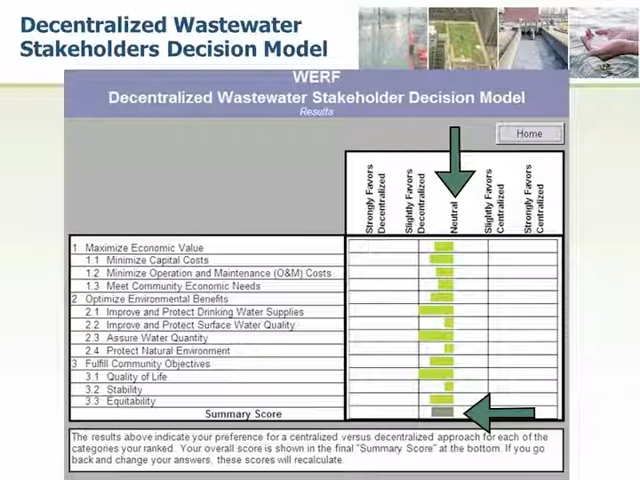 Decentralized Wastewater
Stakeholders Decision Model
WERF
Decentralized Wastewater Stakeholder Decision Model
Results
Home
Strongly Favors
Decentralized
Slightly Favors
Decentralized
Neutral
Slightly Favors
Centralized
Strongly Favors
Centralized
1 Maximize Economic Value
1.1 Minimize Capital Costs
1.2 Minimize Operation and Maintenance (O&M) Costs
1.3 Meet Community Economic Needs
2 Optimize Environmental Benefits
2.1 Improve and Protect Drinking Water Supplies
2.2 Improve and Protect Surface Water Quality
2.3 Assure Water Quantity
2.4 Protect Natural Environment
3 Fulfill Community Objectives
3.1 Quality of Life
3.2 Stability
3.3 Equitability
Summary Score
The results above indicate your preference for a centralized versus decentralized approach for each of the
categories your ranked. Your overall score is shown in the final "Summary Score" at the bottom. If you go
back and change your answers, these scores will recalculate.